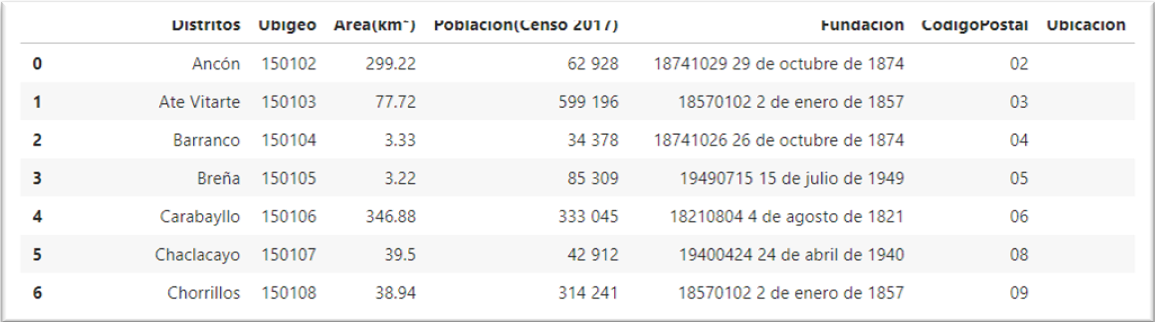 Distritos Ubigeo Area(km²) Poblacion(Censo 2017) Fundacion CodigoPostal Ubicacion
0 Ancón 150102 299.22 62 928 18741029 29 de octubre de 1874 02
1 Ate Vitarte 150103 77.72 599 196 18570102 2 de enero de 1857 03
2 Barranco 150104 3.33 34 378 18741026 26 de octubre de 1874 04
3 Breña 150105 3.22 85 309 19490715 15 de julio de 1949 05
4 Carabayllo 150106 346.88 333 045 18210804 4 de agosto de 1821 06
5 Chaclacayo 150107 39.5 42 912 19400424 24 de abril de 1940 08
6 Chorrillos 150108 38.94 314 241 18570102 2 de enero de 1857 09